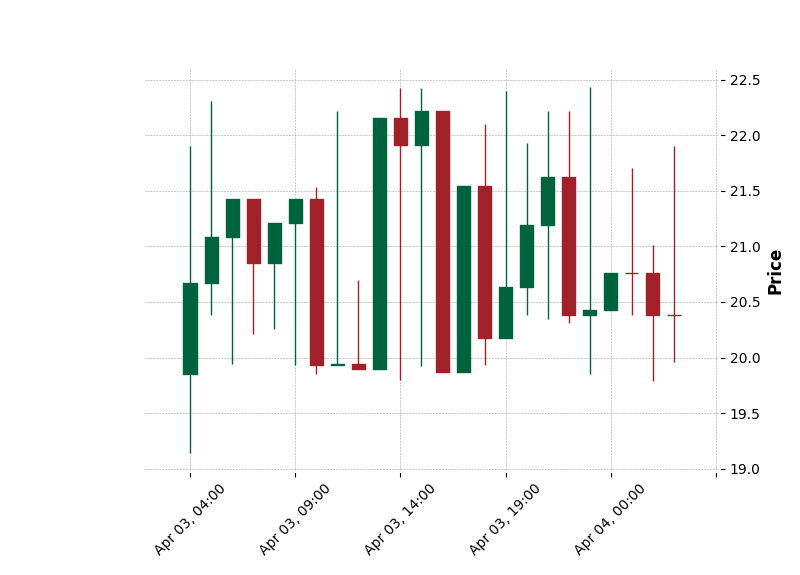 22.5
22.0
21.5
21.0
20.5
20.0
19.5
19.0
Price
Apr 03, 04:00
Apr 03, 09:00
Apr 03, 14:00
Apr 03, 19:00
Apr 04, 00:00